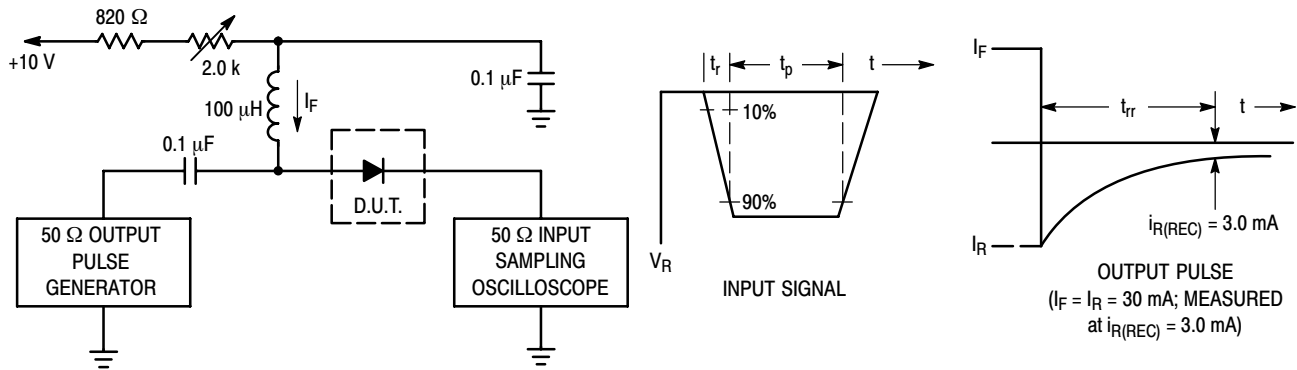 820 Ω
+10 V
2.0 k
100 μH
I_F
0.1 μF
0.1 μF
D.U.T.
50 Ω OUTPUT
PULSE
GENERATOR
50 Ω INPUT
SAMPLING
OSCILLOSCOPE
t_r
t_p
t
10%
90%
V_R
INPUT SIGNAL
I_F
t_rr
t
I_R
i_R(REC) = 3.0 mA
OUTPUT PULSE
(I_F = I_R = 30 mA; MEASURED
at i_R(REC) = 3.0 mA)